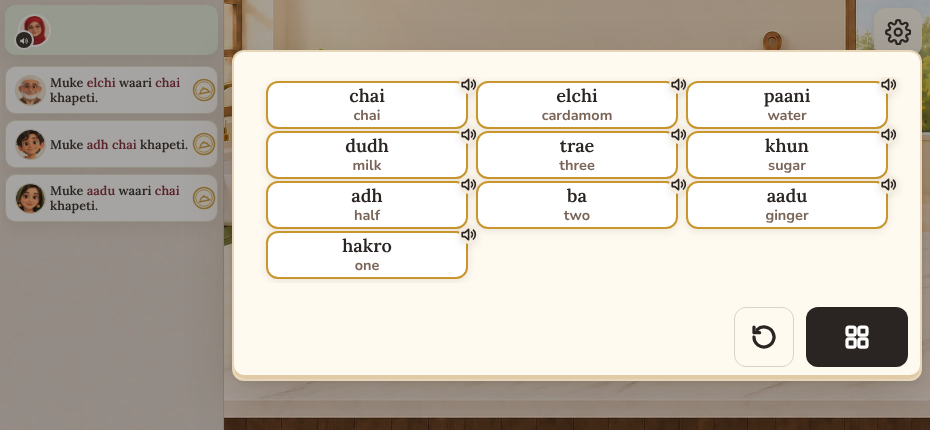 Muke elchi waari chai
khapeti.
Muke adh chai khapeti.
Muke aadu waari chai
khapeti.
chai
chai
elchi
cardamom
paani
water
dudh
milk
trae
three
khun
sugar
adh
half
ba
two
aadu
ginger
hakro
one